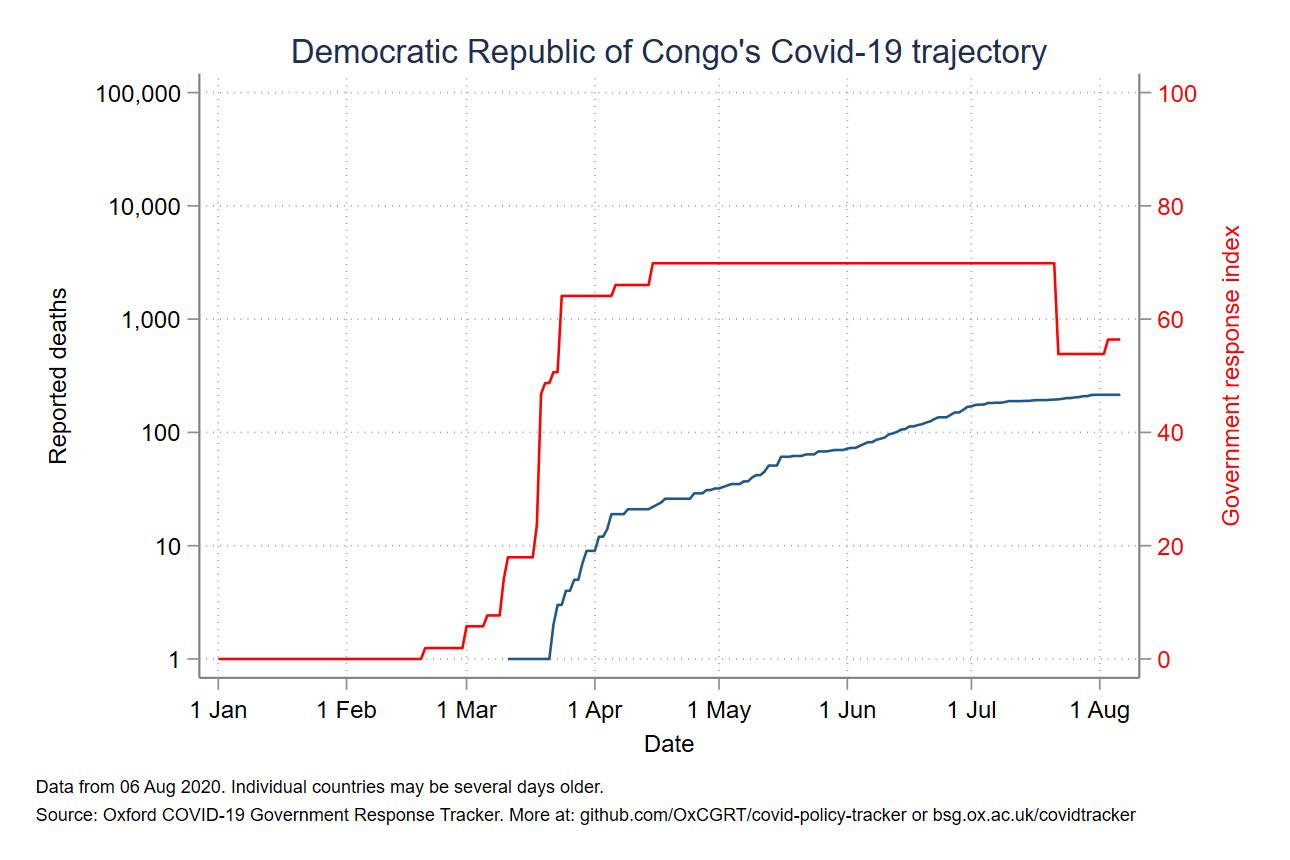 Democratic Republic of Congo's Covid-19 trajectory
100,000
10,000
1,000
100
10
1
Reported deaths
100
80
60
40
20
0
Government response index
1 Jan 1 Feb 1 Mar 1 Apr 1 May 1 Jun 1 Jul 1 Aug
Date
Data from 06 Aug 2020. Individual countries may be several days older.
Source: Oxford COVID-19 Government Response Tracker. More at: github.com/OxCGRT/covid-policy-tracker or bsg.ox.ac.uk/covidtracker